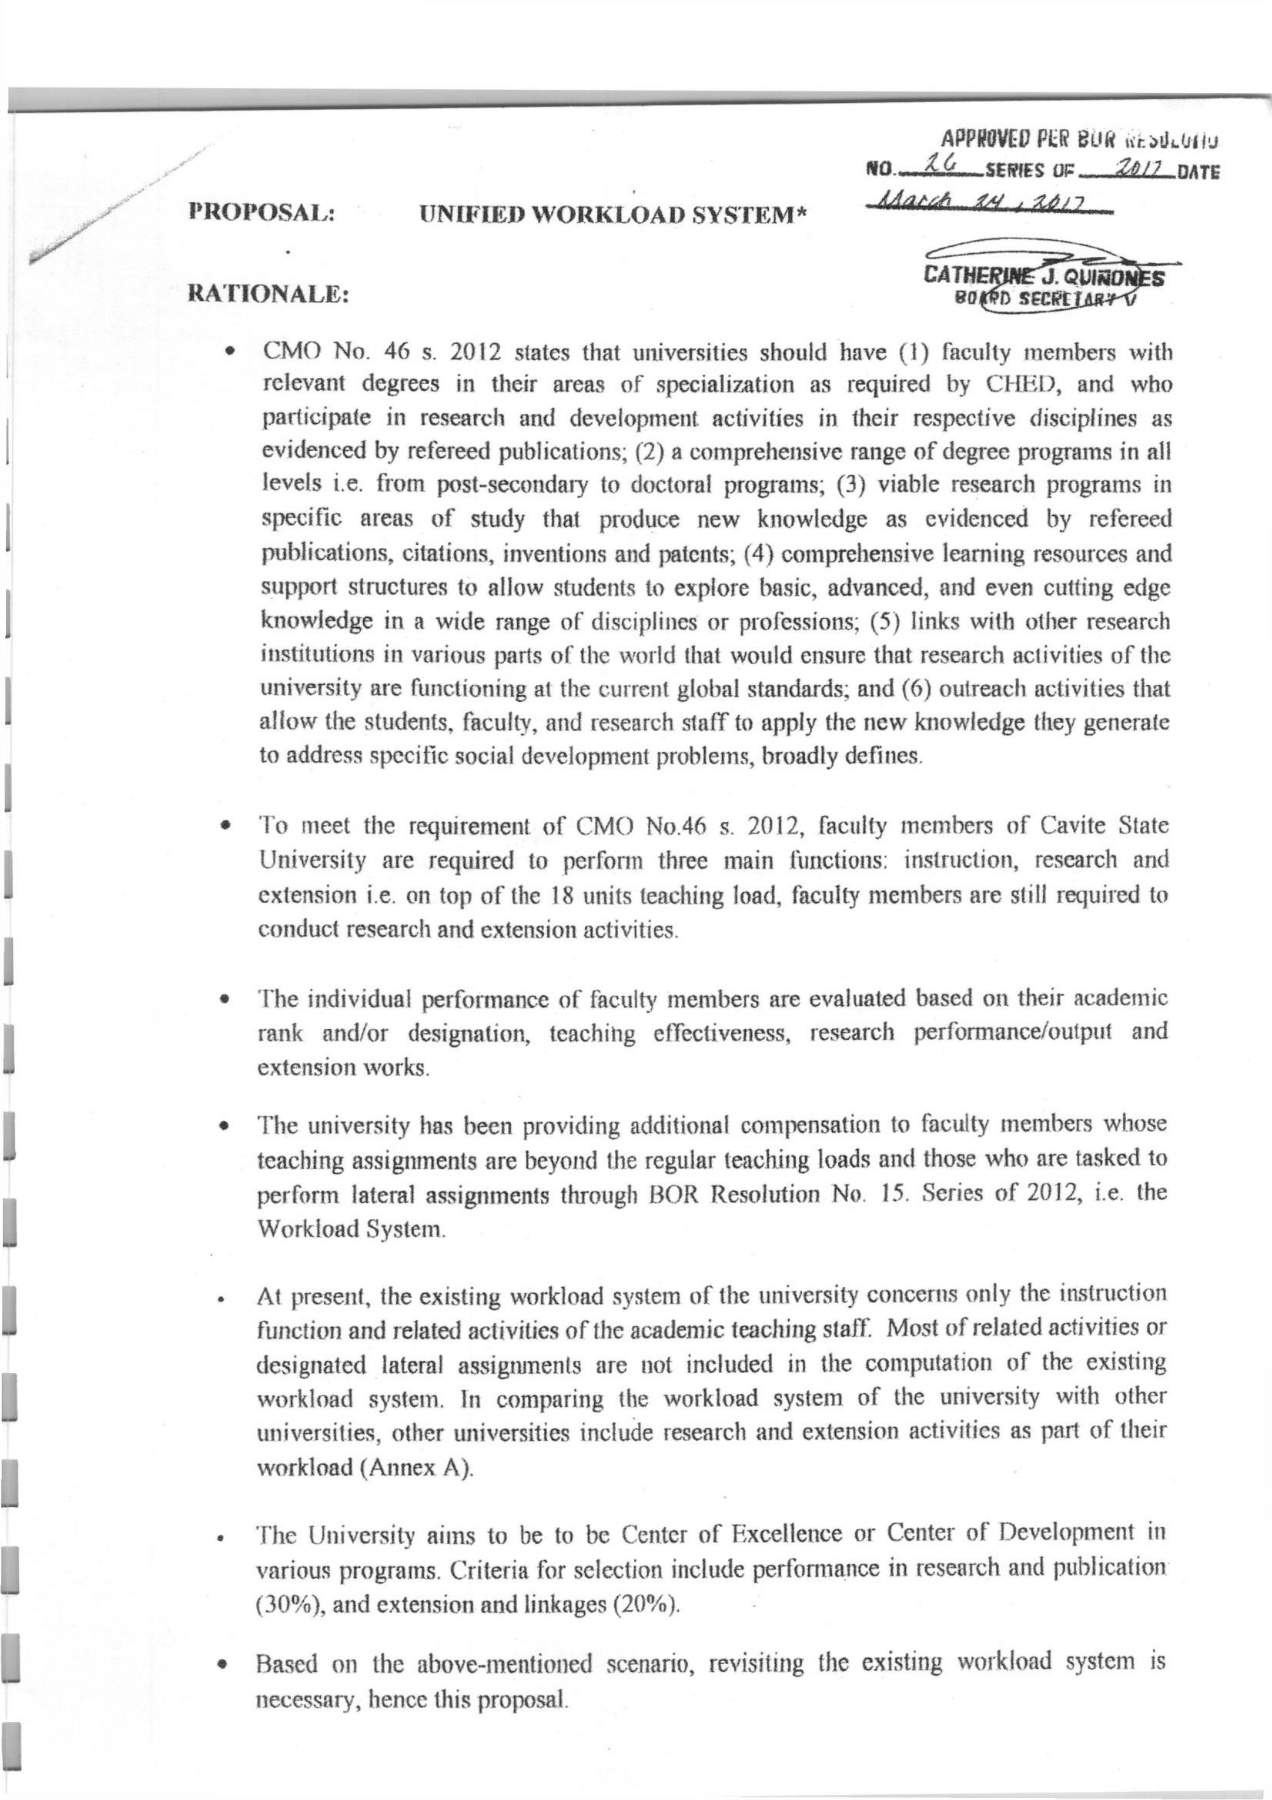 APPROVED PER BOR
NO. 26 SERIES OF 2017 DATE
March 24, 2017
PROPOSAL: UNIFIED WORKLOAD SYSTEM*
CATHERINE J. QUIÑONES
BOARD SECRETARY V
RATIONALE:
• CMO No. 46 s. 2012 states that universities should have (1) faculty members with
relevant degrees in their areas of specialization as required by CHED, and who
participate in research and development activities in their respective disciplines as
evidenced by refereed publications; (2) a comprehensive range of degree programs in all
levels i.e. from post-secondary to doctoral programs; (3) viable research programs in
specific areas of study that produce new knowledge as evidenced by refereed
publications, citations, inventions and patents; (4) comprehensive learning resources and
support structures to allow students to explore basic, advanced, and even cutting edge
knowledge in a wide range of disciplines or professions; (5) links with other research
institutions in various parts of the world that would ensure that research activities of the
university are functioning at the current global standards; and (6) outreach activities that
allow the students, faculty, and research staff to apply the new knowledge they generate
to address specific social development problems, broadly defines.
• To meet the requirement of CMO No.46 s. 2012, faculty members of Cavite State
University are required to perform three main functions: instruction, research and
extension i.e. on top of the 18 units teaching load, faculty members are still required to
conduct research and extension activities.
• The individual performance of faculty members are evaluated based on their academic
rank and/or designation, teaching effectiveness, research performance/output and
extension works.
• The university has been providing additional compensation to faculty members whose
teaching assignments are beyond the regular teaching loads and those who are tasked to
perform lateral assignments through BOR Resolution No. 15. Series of 2012, i.e. the
Workload System.
• At present, the existing workload system of the university concerns only the instruction
function and related activities of the academic teaching staff. Most of related activities or
designated lateral assignments are not included in the computation of the existing
workload system. In comparing the workload system of the university with other
universities, other universities include research and extension activities as part of their
workload (Annex A).
• The University aims to be to be Center of Excellence or Center of Development in
various programs. Criteria for selection include performance in research and publication
(30%), and extension and linkages (20%).
• Based on the above-mentioned scenario, revisiting the existing workload system is
necessary, hence this proposal.